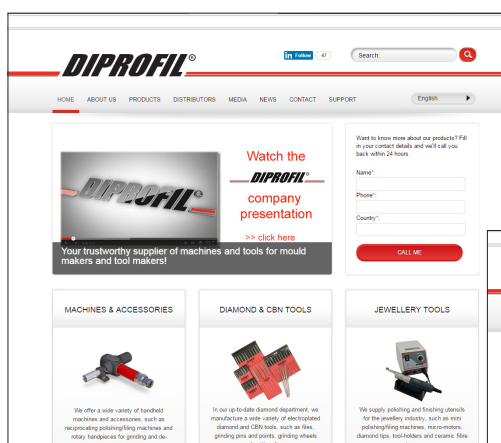 DIPROFIL®
in Follow 67
Search:
HOME ABOUT US PRODUCTS DISTRIBUTORS MEDIA NEWS CONTACT SUPPORT
English
DIPROFIL®
Watch the
DIPROFIL®
company
presentation
>> click here
Your trustworthy supplier of machines and tools for mould
makers and tool makers!
Want to know more about our products? Fill
in your contact details and we'll call you
back within 24 hours.
Name*:
Phone*:
Country*:
CALL ME
MACHINES & ACCESSORIES
We offer a wide variety of handheld
machines and accessories, such as
reciprocating polishing/filing machines and
rotary handpieces for grinding and de-
DIAMOND & CBN TOOLS
In our up-to-date diamond department, we
manufacture a wide variety of electroplated
diamond and CBN tools, such as files,
grinding pins and points, grinding wheels
JEWELLERY TOOLS
We supply polishing and finishing utensils
for the jewellery industry, such as mini
polishing/filing machines, micro-motors,
diamond tips, tool-holders and ceramic fibre